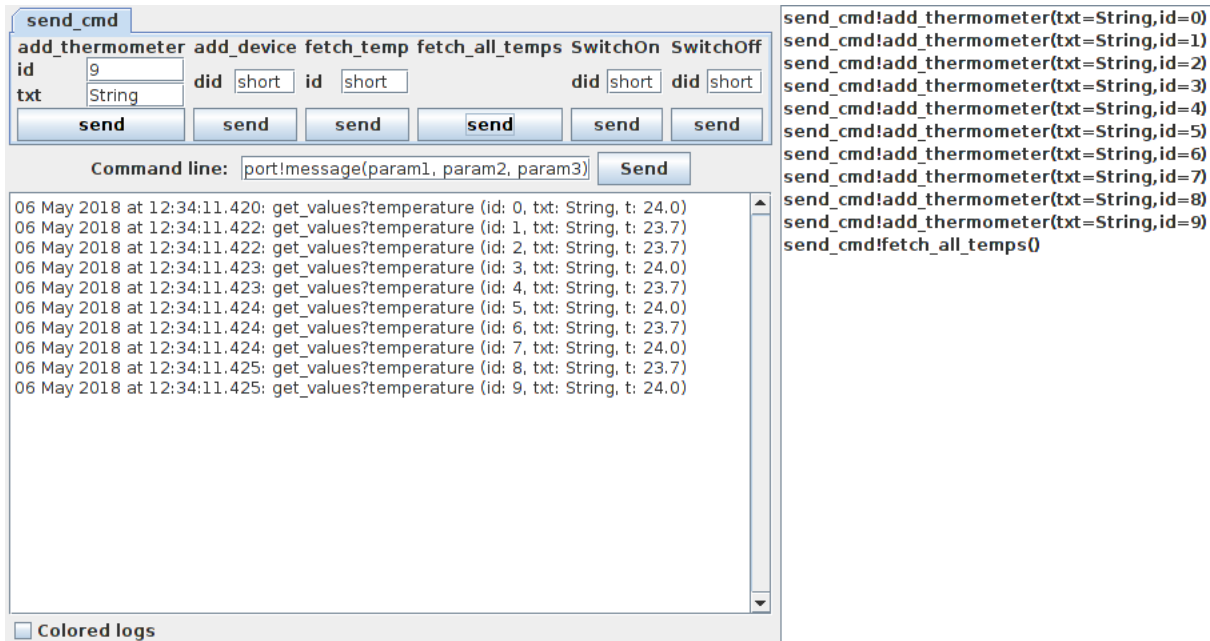 send_cmd
add_thermometer add_device fetch_temp fetch_all_temps SwitchOn SwitchOff
id 9
did short id short did short did short
txt String
send send send send send send
Command line: port!message(param1, param2, param3) Send
06 May 2018 at 12:34:11.420: get_values?temperature (id: 0, txt: String, t: 24.0)
06 May 2018 at 12:34:11.422: get_values?temperature (id: 1, txt: String, t: 23.7)
06 May 2018 at 12:34:11.422: get_values?temperature (id: 2, txt: String, t: 23.7)
06 May 2018 at 12:34:11.423: get_values?temperature (id: 3, txt: String, t: 24.0)
06 May 2018 at 12:34:11.423: get_values?temperature (id: 4, txt: String, t: 23.7)
06 May 2018 at 12:34:11.424: get_values?temperature (id: 5, txt: String, t: 24.0)
06 May 2018 at 12:34:11.424: get_values?temperature (id: 6, txt: String, t: 23.7)
06 May 2018 at 12:34:11.424: get_values?temperature (id: 7, txt: String, t: 24.0)
06 May 2018 at 12:34:11.425: get_values?temperature (id: 8, txt: String, t: 23.7)
06 May 2018 at 12:34:11.425: get_values?temperature (id: 9, txt: String, t: 24.0)
Colored logs
send_cmd!add_thermometer(txt=String,id=0)
send_cmd!add_thermometer(txt=String,id=1)
send_cmd!add_thermometer(txt=String,id=2)
send_cmd!add_thermometer(txt=String,id=3)
send_cmd!add_thermometer(txt=String,id=4)
send_cmd!add_thermometer(txt=String,id=5)
send_cmd!add_thermometer(txt=String,id=6)
send_cmd!add_thermometer(txt=String,id=7)
send_cmd!add_thermometer(txt=String,id=8)
send_cmd!add_thermometer(txt=String,id=9)
send_cmd!fetch_all_temps()